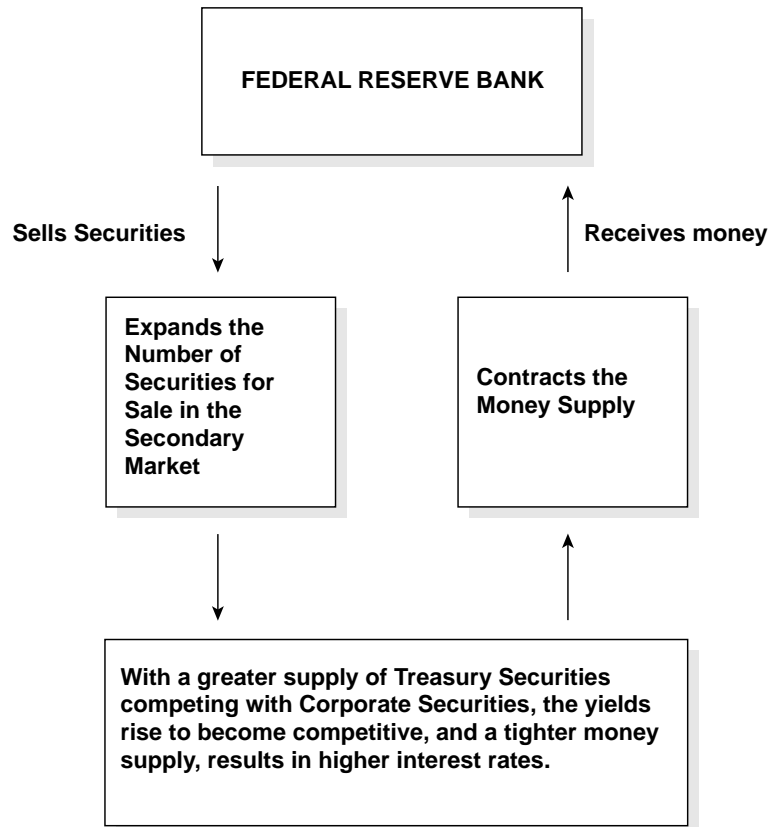 FEDERAL RESERVE BANK
Sells Securities
Receives money
Expands the
Number of
Securities for
Sale in the
Secondary
Market
Contracts the
Money Supply
With a greater supply of Treasury Securities
competing with Corporate Securities, the yields
rise to become competitive, and a tighter money
supply, results in higher interest rates.